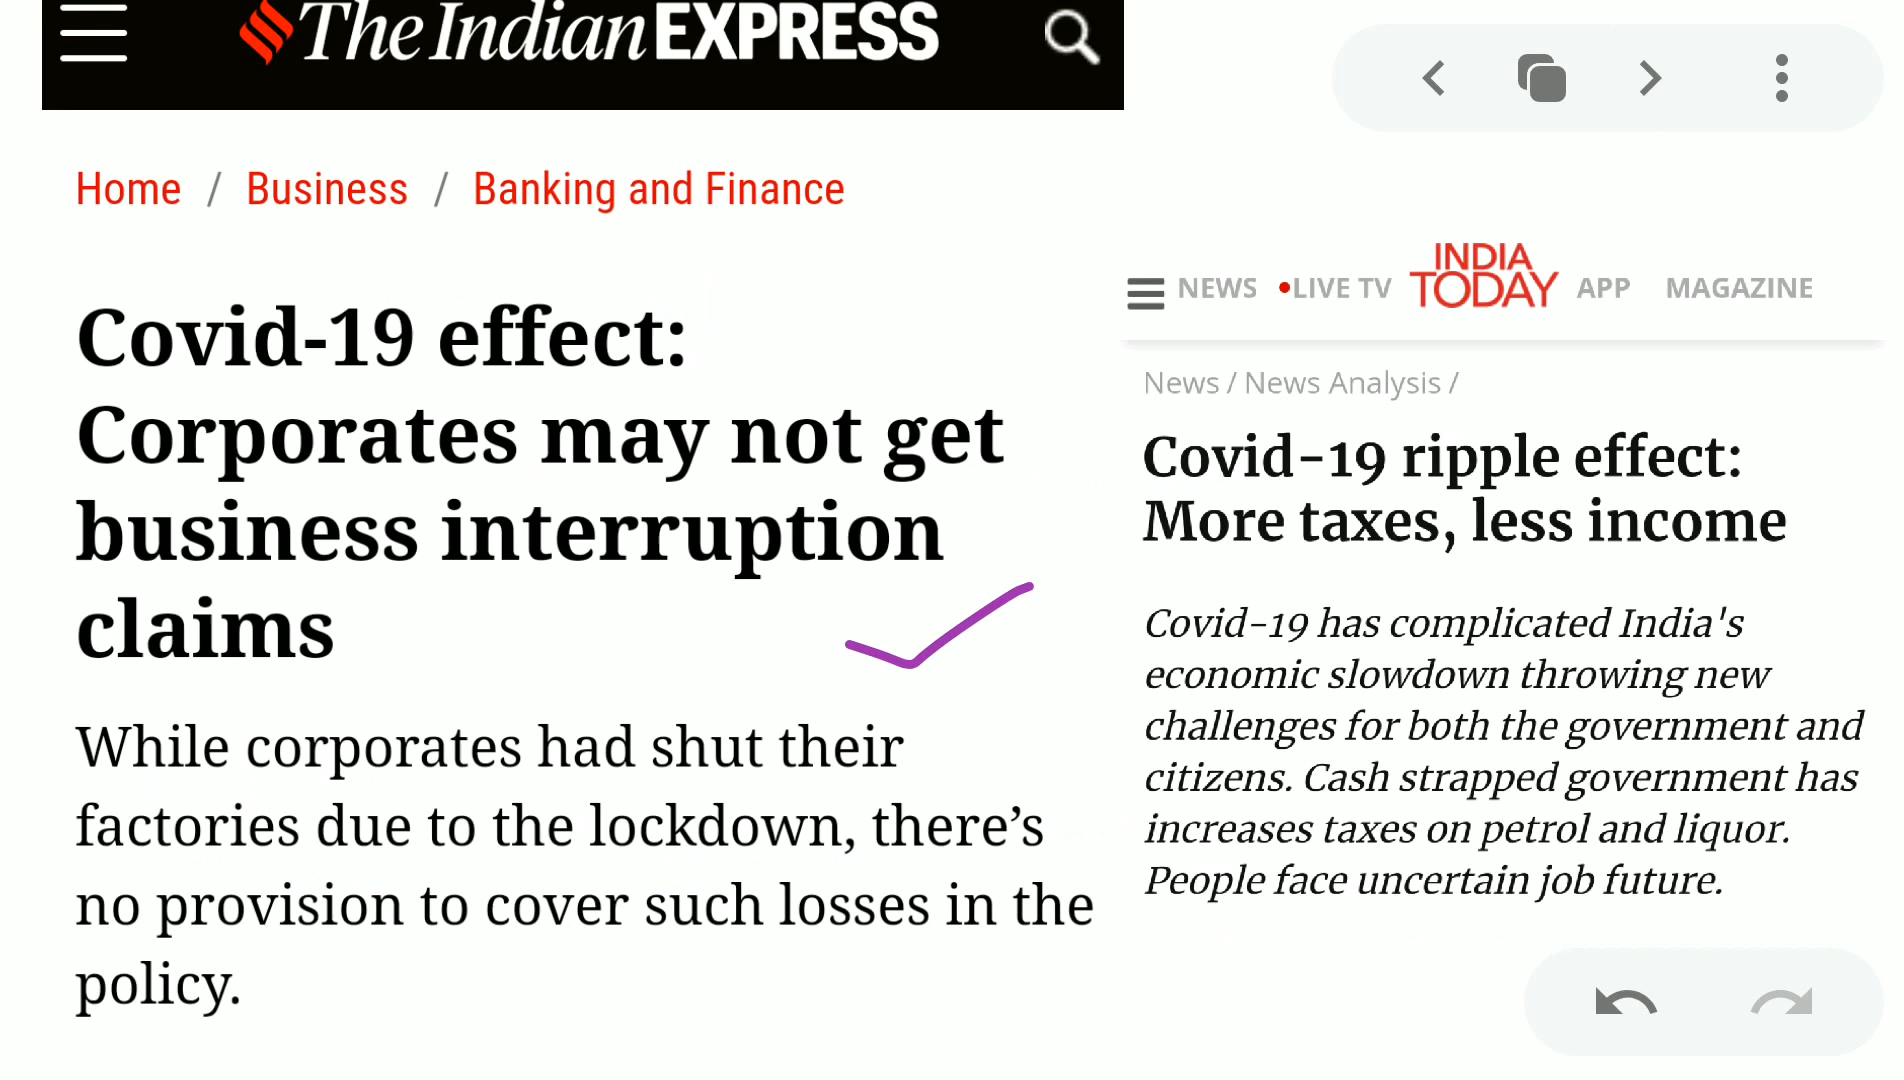 The Indian EXPRESS
Home / Business / Banking and Finance
Covid-19 effect:
Corporates may not get
business interruption
claims
While corporates had shut their
factories due to the lockdown, there’s
no provision to cover such losses in the
policy.
NEWS •LIVE TV INDIA TODAY APP MAGAZINE
News / News Analysis /
Covid-19 ripple effect:
More taxes, less income
Covid-19 has complicated India's
economic slowdown throwing new
challenges for both the government and
citizens. Cash strapped government has
increases taxes on petrol and liquor.
People face uncertain job future.